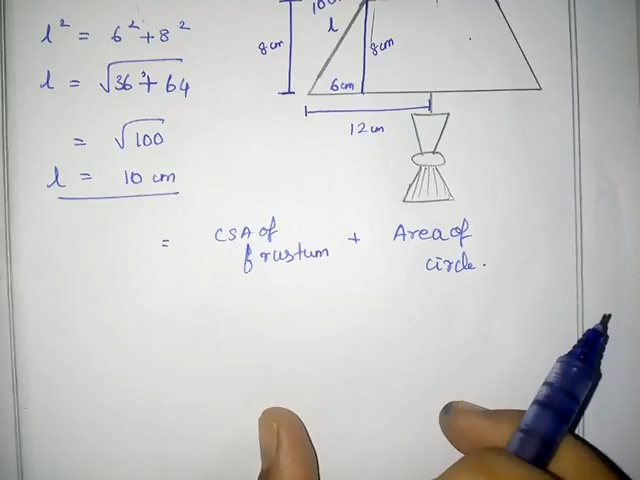 l² = 6² + 8²
l = √36 + 64
= √100
l = 10 cm
8cm
l
8cm
6cm
12cm
= CSA of frustum + Area of circle.